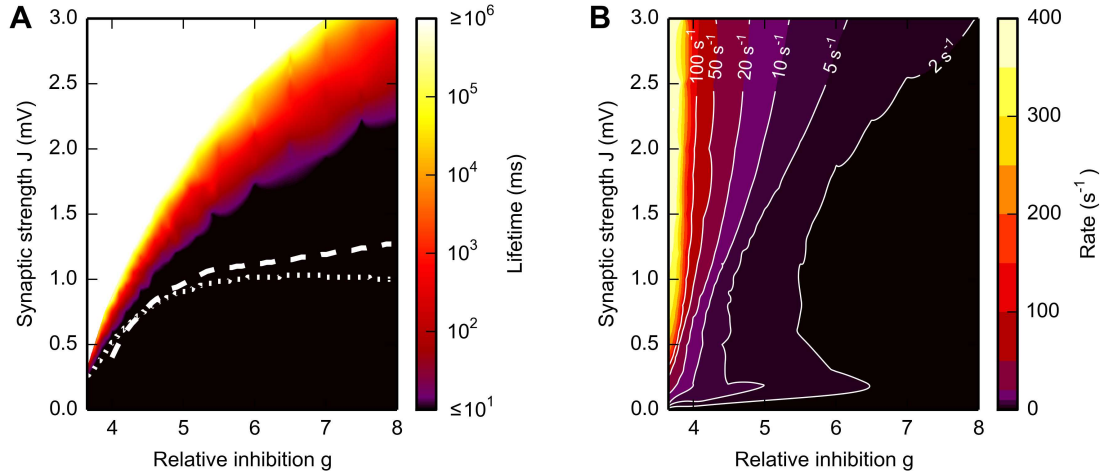 A
Synaptic strength J (mV)
3.0
2.5
2.0
1.5
1.0
0.5
0.0
4
5
6
7
8
Relative inhibition g
≥10⁶
10⁵
10⁴
10³
10²
≤10¹
Lifetime (ms)
B
Synaptic strength J (mV)
3.0
2.5
2.0
1.5
1.0
0.5
0.0
100 s⁻¹
50 s⁻¹
20 s⁻¹
10 s⁻¹
5 s⁻¹
2 s⁻¹
4
5
6
7
8
Relative inhibition g
400
300
200
100
0
Rate (s⁻¹)